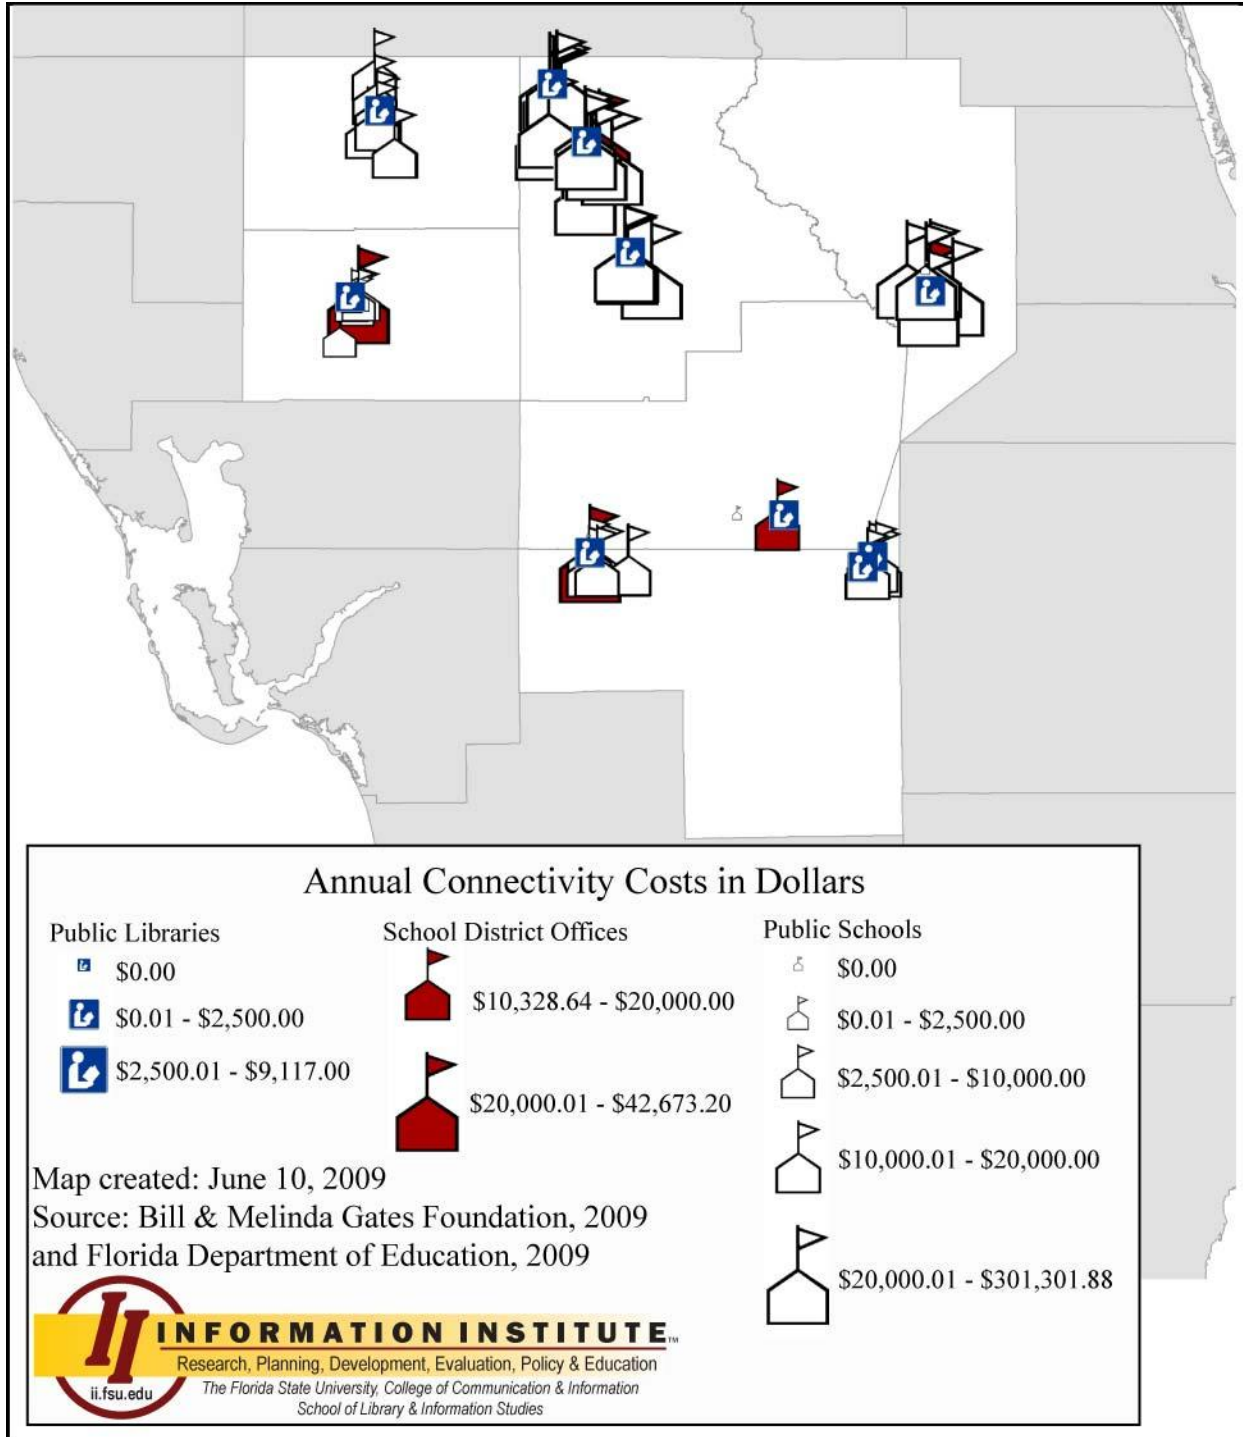 Annual Connectivity Costs in Dollars
Public Libraries
$0.00
$0.01 - $2,500.00
$2,500.01 - $9,117.00
School District Offices
$10,328.64 - $20,000.00
$20,000.01 - $42,673.20
Public Schools
$0.00
$0.01 - $2,500.00
$2,500.01 - $10,000.00
$10,000.01 - $20,000.00
$20,000.01 - $301,301.88
Map created: June 10, 2009
Source: Bill & Melinda Gates Foundation, 2009
and Florida Department of Education, 2009
II
ii.fsu.edu
INFORMATION INSTITUTE™
Research, Planning, Development, Evaluation, Policy & Education
The Florida State University, College of Communication & Information
School of Library & Information Studies